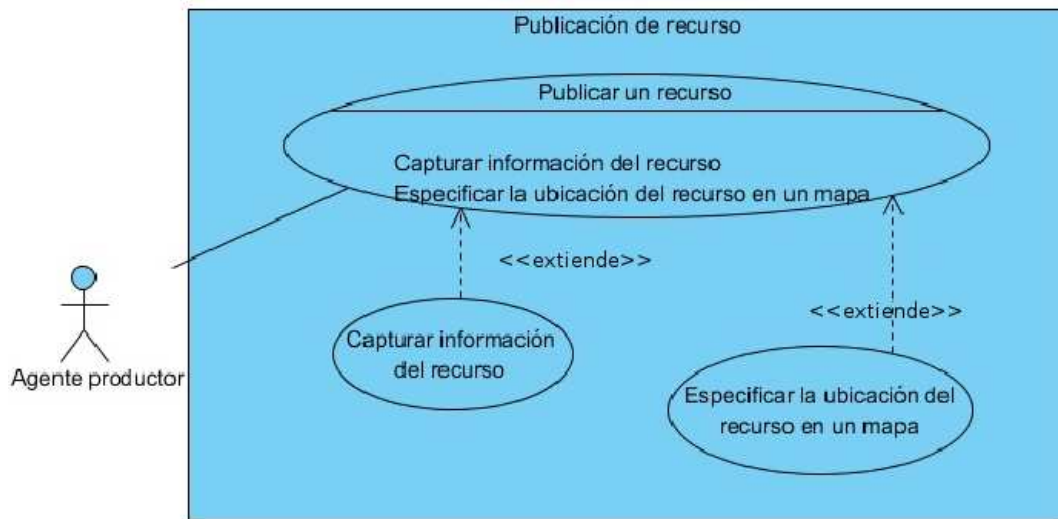 Publicación de recurso
Publicar un recurso
Capturar información del recurso
Especificar la ubicación del recurso en un mapa
<<extiende>>
<<extiende>>
Agente productor
Capturar información
del recurso
Especificar la ubicación del
recurso en un mapa